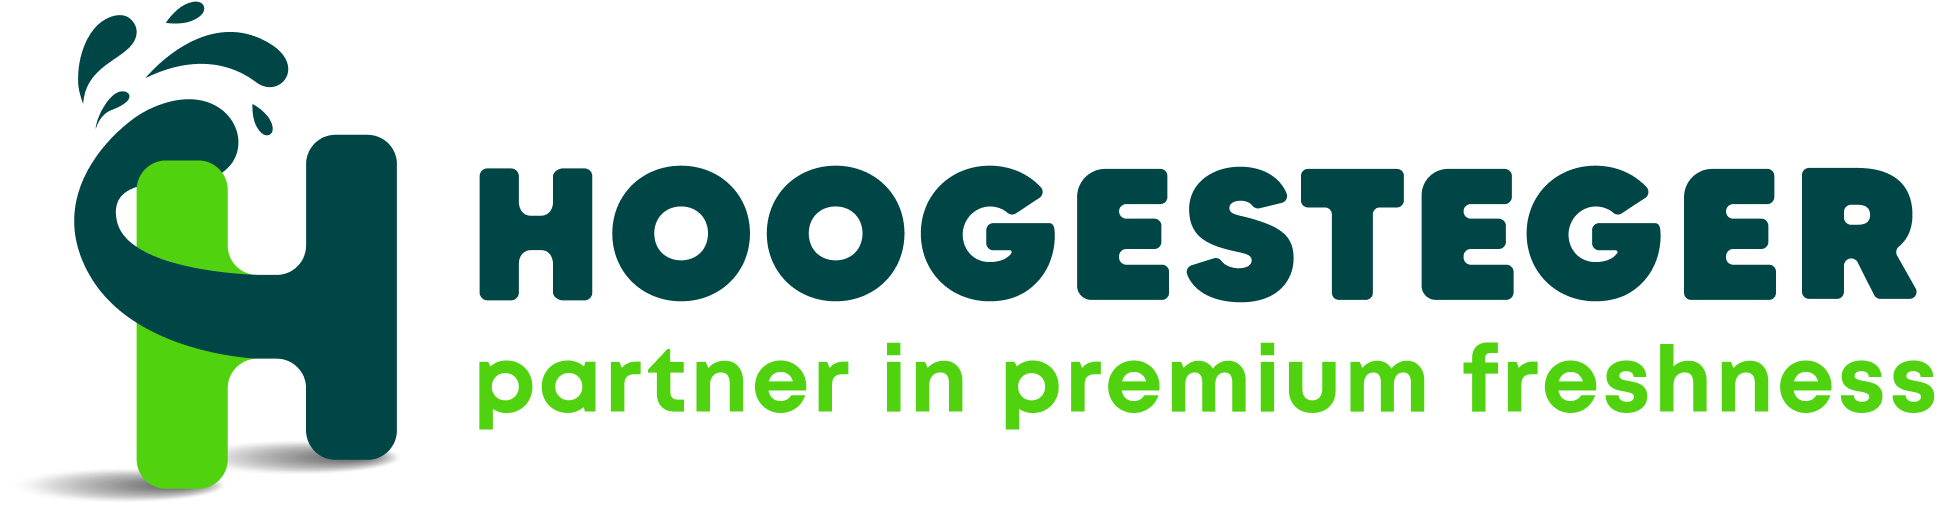 HOOGESTEGER
partner in premium freshness